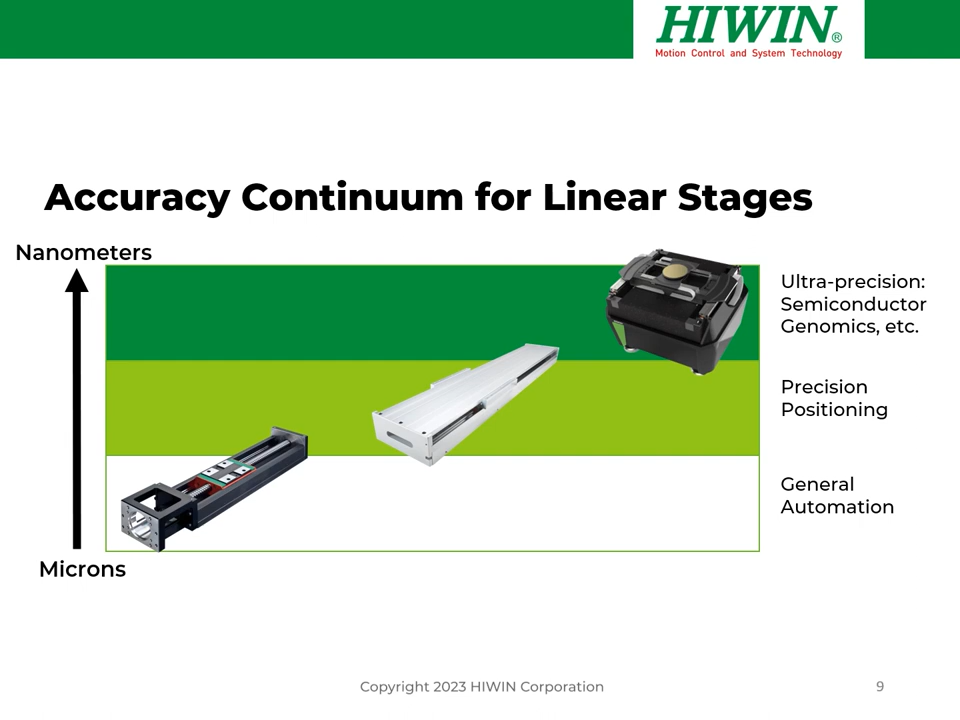 HIWIN®
Motion Control and System Technology
Accuracy Continuum for Linear Stages
Nanometers
Ultra-precision:
Semiconductor
Genomics, etc.
Precision
Positioning
General
Automation
Microns
Copyright 2023 HIWIN Corporation
9